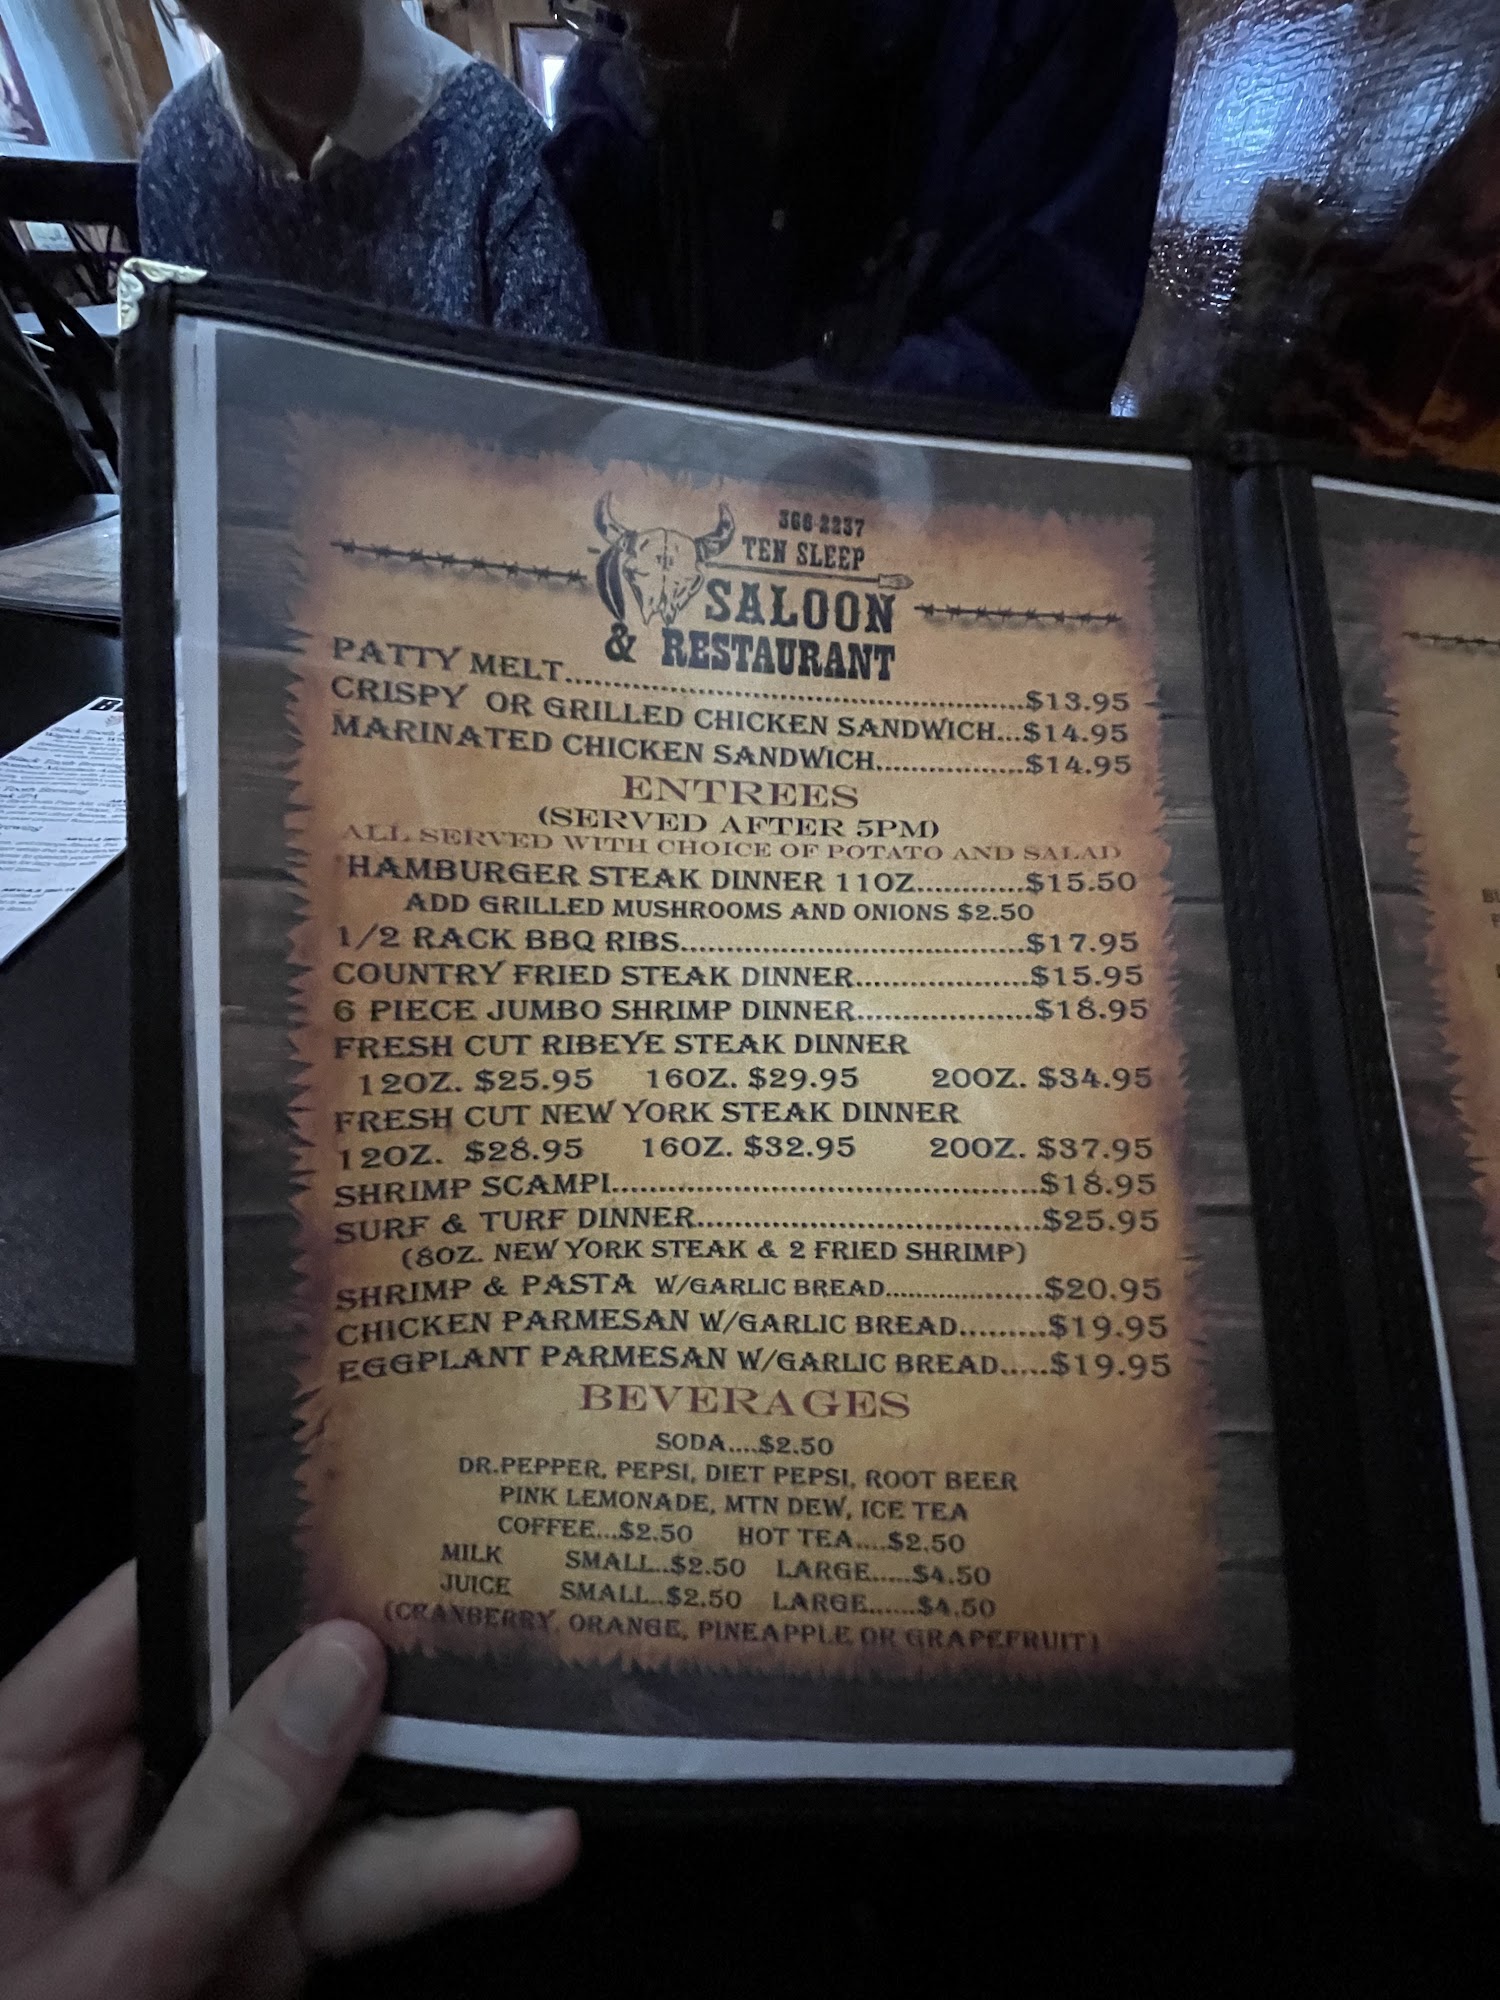 366-2237
TEN SLEEP
SALOON
& RESTAURANT
PATTY MELT....................................................$13.95
CRISPY OR GRILLED CHICKEN SANDWICH...$14.95
MARINATED CHICKEN SANDWICH..................$14.95
ENTREES
(SERVED AFTER 5PM)
ALL SERVED WITH CHOICE OF POTATO AND SALAD
HAMBURGER STEAK DINNER 11OZ............$15.50
ADD GRILLED MUSHROOMS AND ONIONS $2.50
1/2 RACK BBQ RIBS......................................$17.95
COUNTRY FRIED STEAK DINNER....................$15.95
6 PIECE JUMBO SHRIMP DINNER...................$18.95
FRESH CUT RIBEYE STEAK DINNER
12OZ. $25.95 16OZ. $29.95 20OZ. $34.95
FRESH CUT NEW YORK STEAK DINNER
12OZ. $28.95 16OZ. $32.95 20OZ. $37.95
SHRIMP SCAMPI................................................$18.95
SURF & TURF DINNER.......................................$25.95
(8OZ. NEW YORK STEAK & 2 FRIED SHRIMP)
SHRIMP & PASTA W/GARLIC BREAD....................$20.95
CHICKEN PARMESAN W/GARLIC BREAD..........$19.95
EGGPLANT PARMESAN W/GARLIC BREAD.....$19.95
BEVERAGES
SODA....$2.50
DR.PEPPER, PEPSI, DIET PEPSI, ROOT BEER
PINK LEMONADE, MTN DEW, ICE TEA
COFFEE...$2.50 HOT TEA....$2.50
MILK SMALL..$2.50 LARGE.....$4.50
JUICE SMALL..$2.50 LARGE......$4.50
(CRANBERRY, ORANGE, PINEAPPLE OR GRAPEFRUIT)